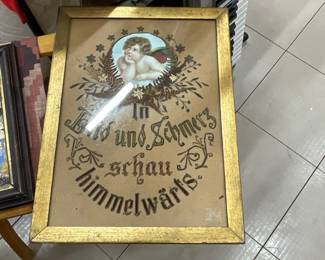 In
Leid und Schmerz
schau
himmelwärts.